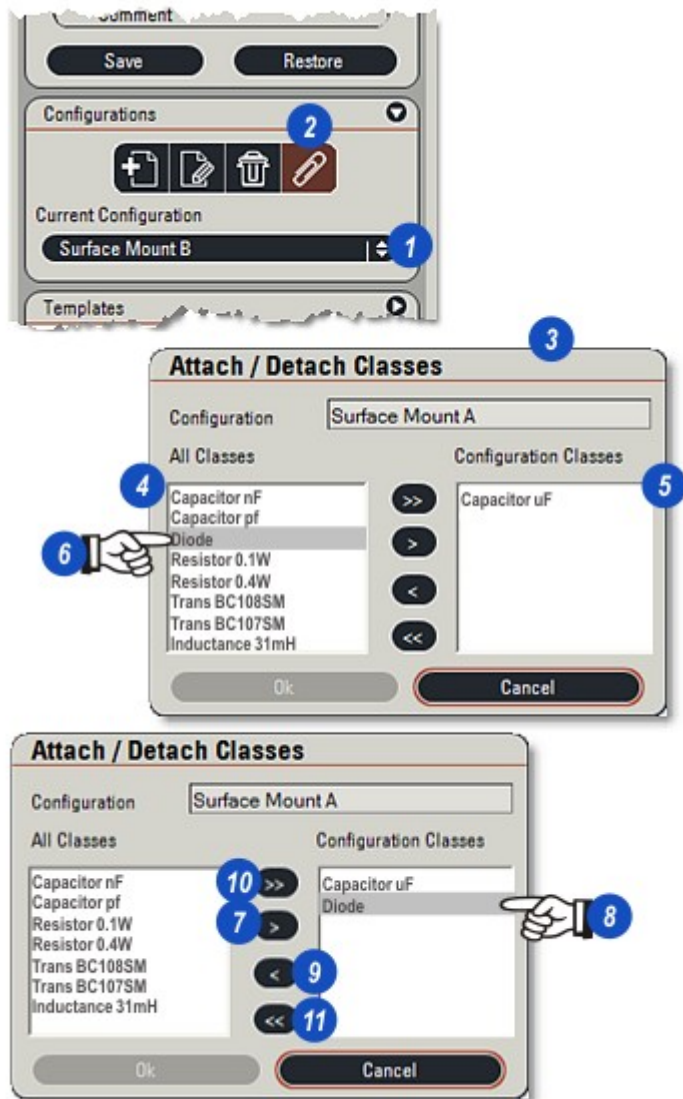 Comment
Save Restore
Configurations
2
Current Configuration
Surface Mount B
1
Templates
3
Attach / Detach Classes
Configuration Surface Mount A
All Classes Configuration Classes
4 5
Capacitor nF >> Capacitor uF
Capacitor pf
6 Diode >
Resistor 0.1W
Resistor 0.4W <
Trans BC108SM
Trans BC107SM
Inductance 31mH <<
Ok Cancel
Attach / Detach Classes
Configuration Surface Mount A
All Classes Configuration Classes
Capacitor nF 10 >> Capacitor uF
Capacitor pf Diode 8
Resistor 0.1W 7 >
Resistor 0.4W
Trans BC108SM
Trans BC107SM < 9
Inductance 31mH
<< 11
Ok Cancel